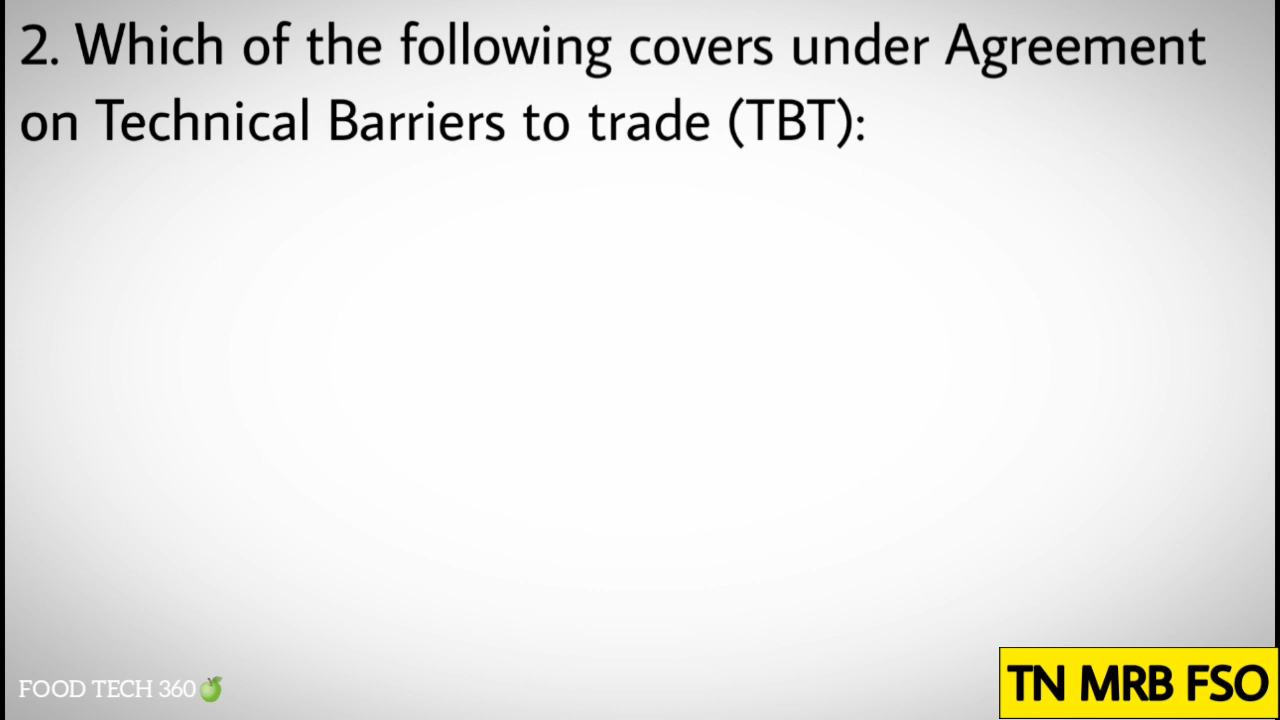 2. Which of the following covers under Agreement
on Technical Barriers to trade (TBT):
FOOD TECH 360
TN MRB FSO